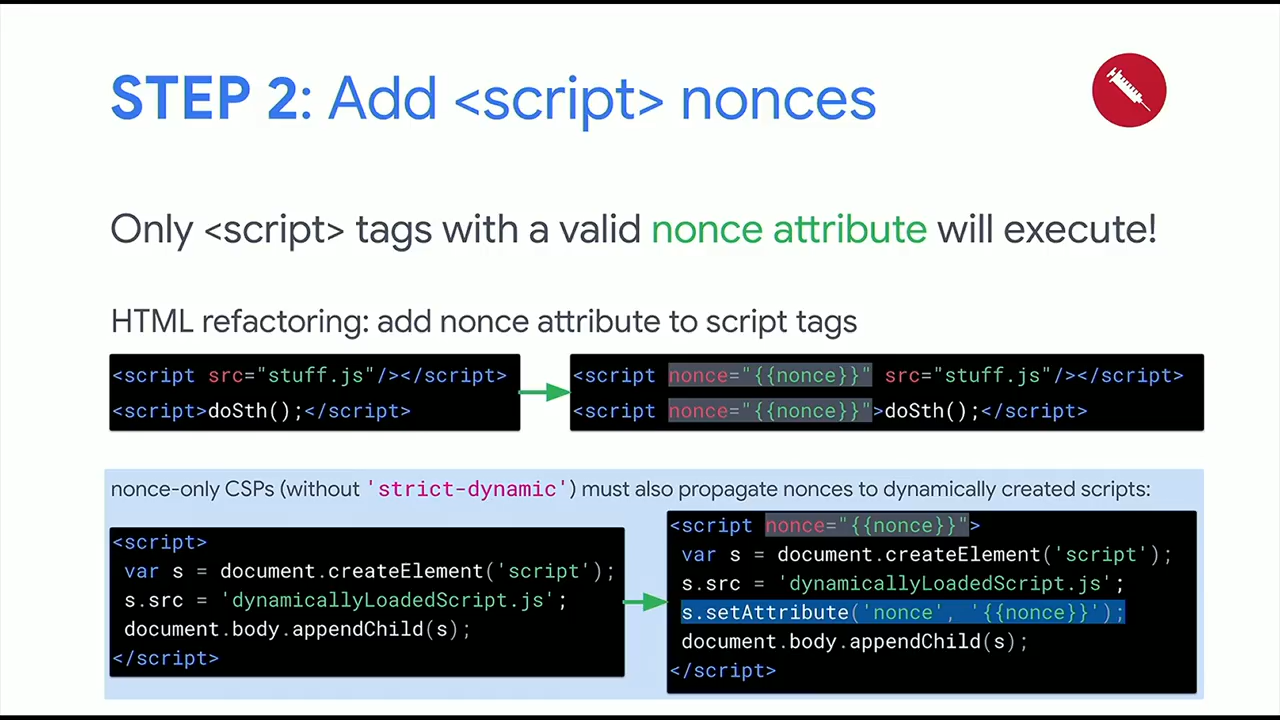 STEP 2: Add <script> nonces
Only <script> tags with a valid nonce attribute will execute!
HTML refactoring: add nonce attribute to script tags
<script src="stuff.js"/></script>
<script>doSth();</script>
<script nonce="{{nonce}}" src="stuff.js"/></script>
<script nonce="{{nonce}}">doSth();</script>
nonce-only CSPs (without 'strict-dynamic') must also propagate nonces to dynamically created scripts:
<script>
var s = document.createElement('script');
s.src = 'dynamicallyLoadedScript.js';
document.body.appendChild(s);
</script>
<script nonce="{{nonce}}">
var s = document.createElement('script');
s.src = 'dynamicallyLoadedScript.js';
s.setAttribute('nonce', '{{nonce}}');
document.body.appendChild(s);
</script>